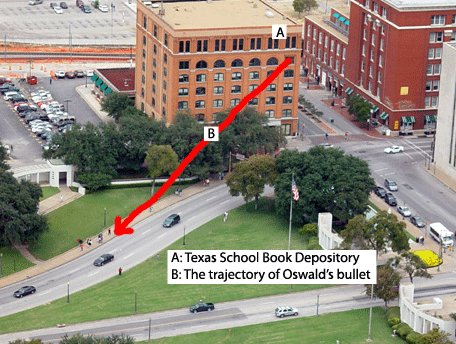 A
B
A: Texas School Book Depository
B: The trajectory of Oswald's bullet